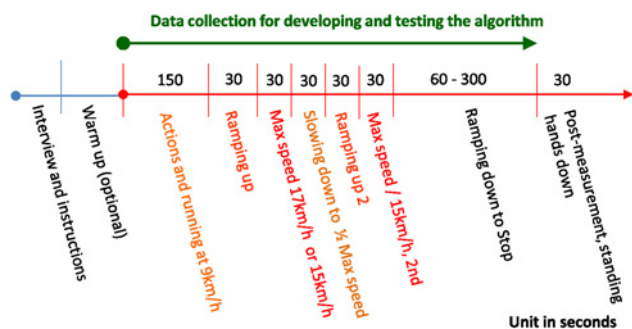 Data collection for developing and testing the algorithm
150
30
30
30
30
30
60 - 300
30
Interview and instructions
Warm up (optional)
Actions and running
at 9km/h
Ramping up
Max speed 17km/h
or 15km/h
Slowing down to ½ Max speed
Ramping up 2
Max speed / 15km/h, 2nd
Ramping down to Stop
Post-measurement, standing
hands down
Unit in seconds